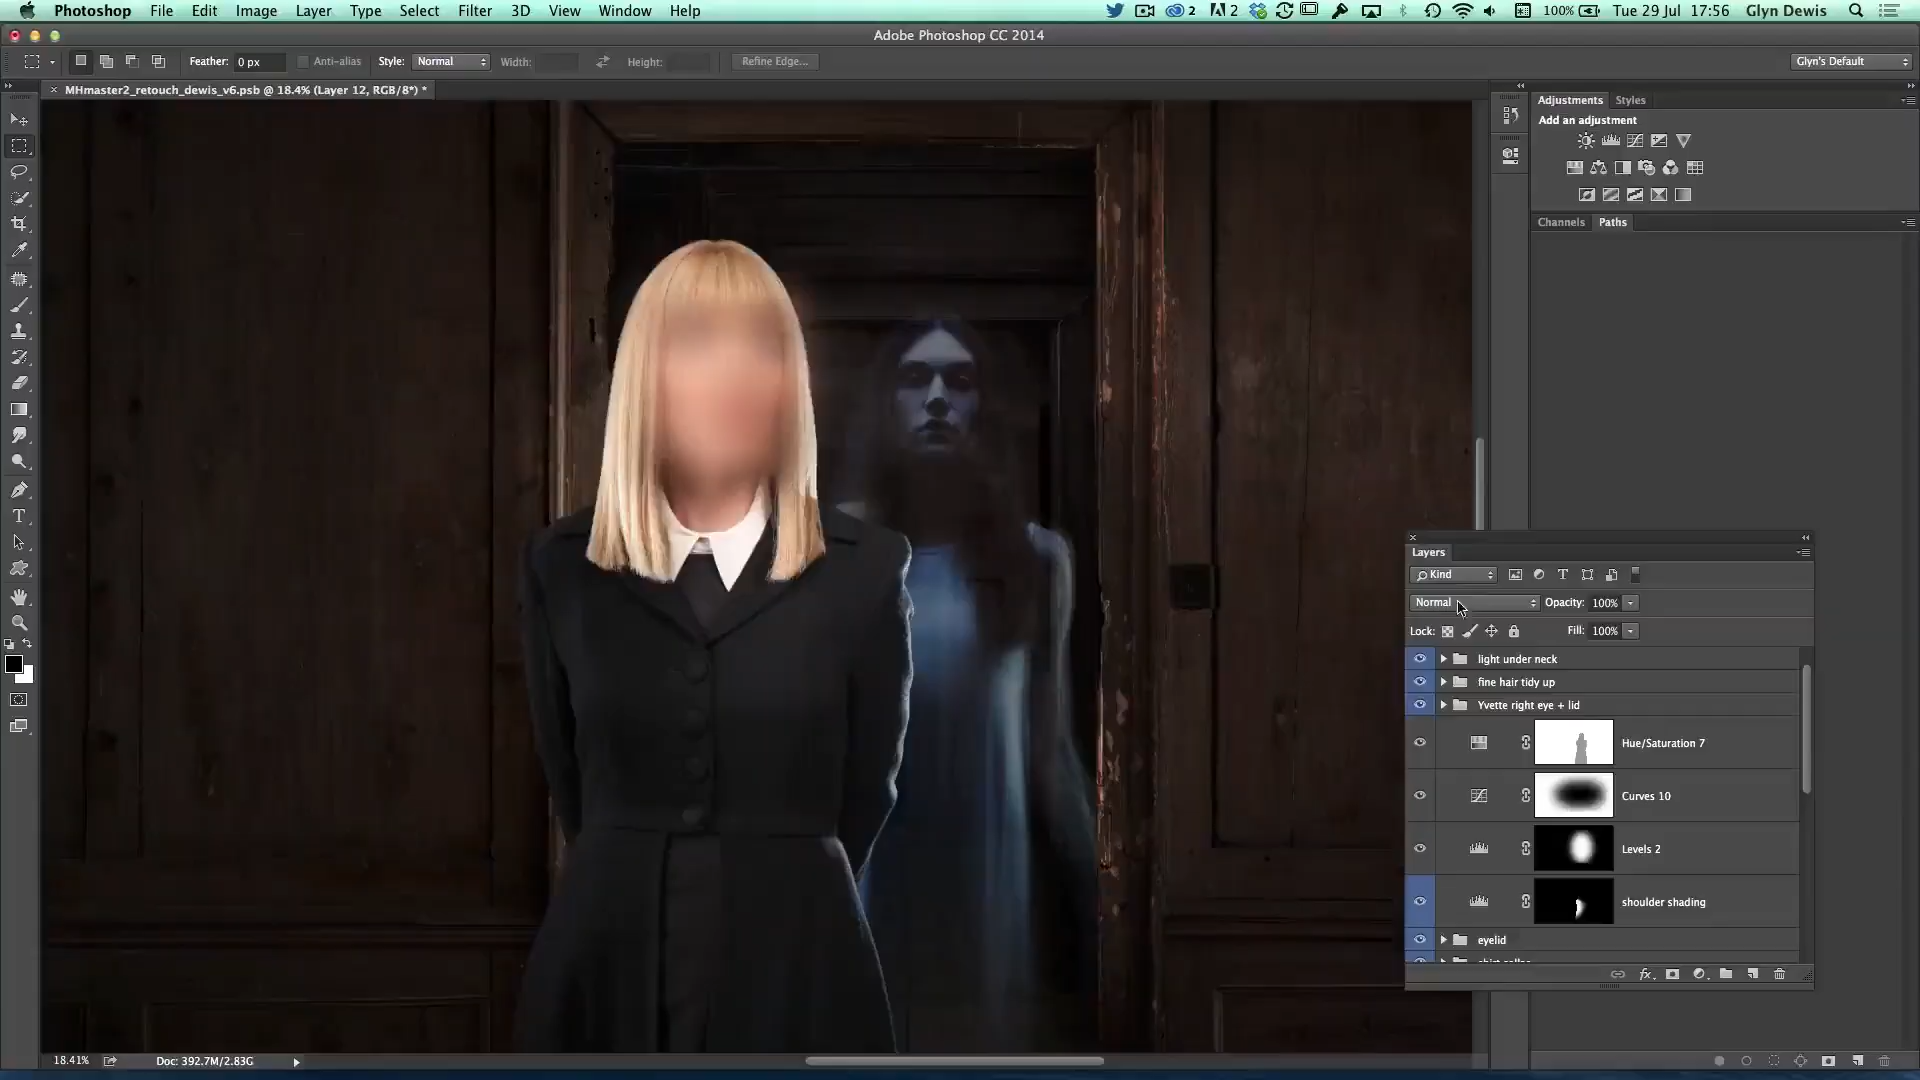 Photoshop File Edit Image Layer Type Select Filter 3D View Window Help 2 2 100% Tue 29 Jul 17:56 Glyn Dewis
Adobe Photoshop CC 2014
Feather: 0 px Anti-alias Style: Normal Width: Height: Refine Edge... Glyn's Default
× MHmaster2_retouch_dewis_v6.psb @ 18.4% (Layer 12, RGB/8*) *
Adjustments Styles
Add an adjustment
Channels Paths
Layers
Kind
Normal Opacity: 100%
Lock: Fill: 100%
light under neck
fine hair tidy up
Yvette right eye + lid
Hue/Saturation 7
Curves 10
Levels 2
shoulder shading
eyelid
18.41% Doc: 392.7M/2.83G